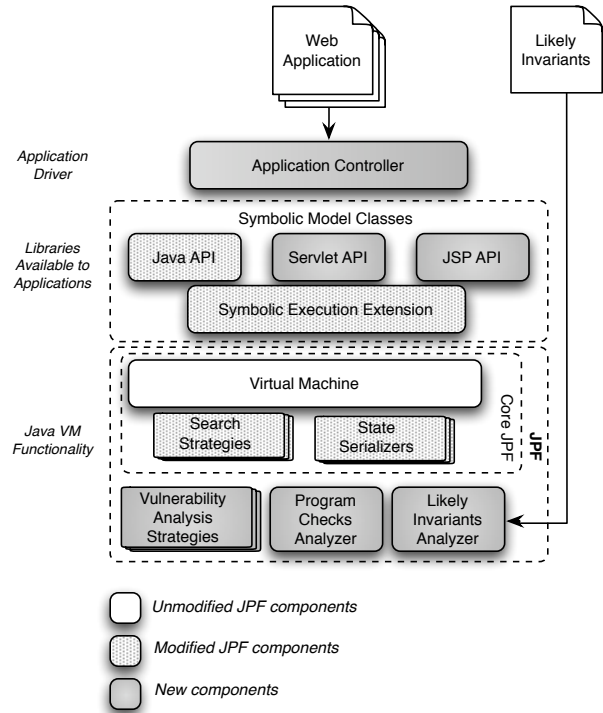 Web
Application
Likely
Invariants
Application
Driver
Application Controller
Symbolic Model Classes
Libraries
Available to
Applications
Java API
Servlet API
JSP API
Symbolic Execution Extension
Virtual Machine
Java VM
Functionality
Search
Strategies
State
Serializers
Core JPF
JPF
Vulnerability
Analysis
Strategies
Program
Checks
Analyzer
Likely
Invariants
Analyzer
Unmodified JPF components
Modified JPF components
New components